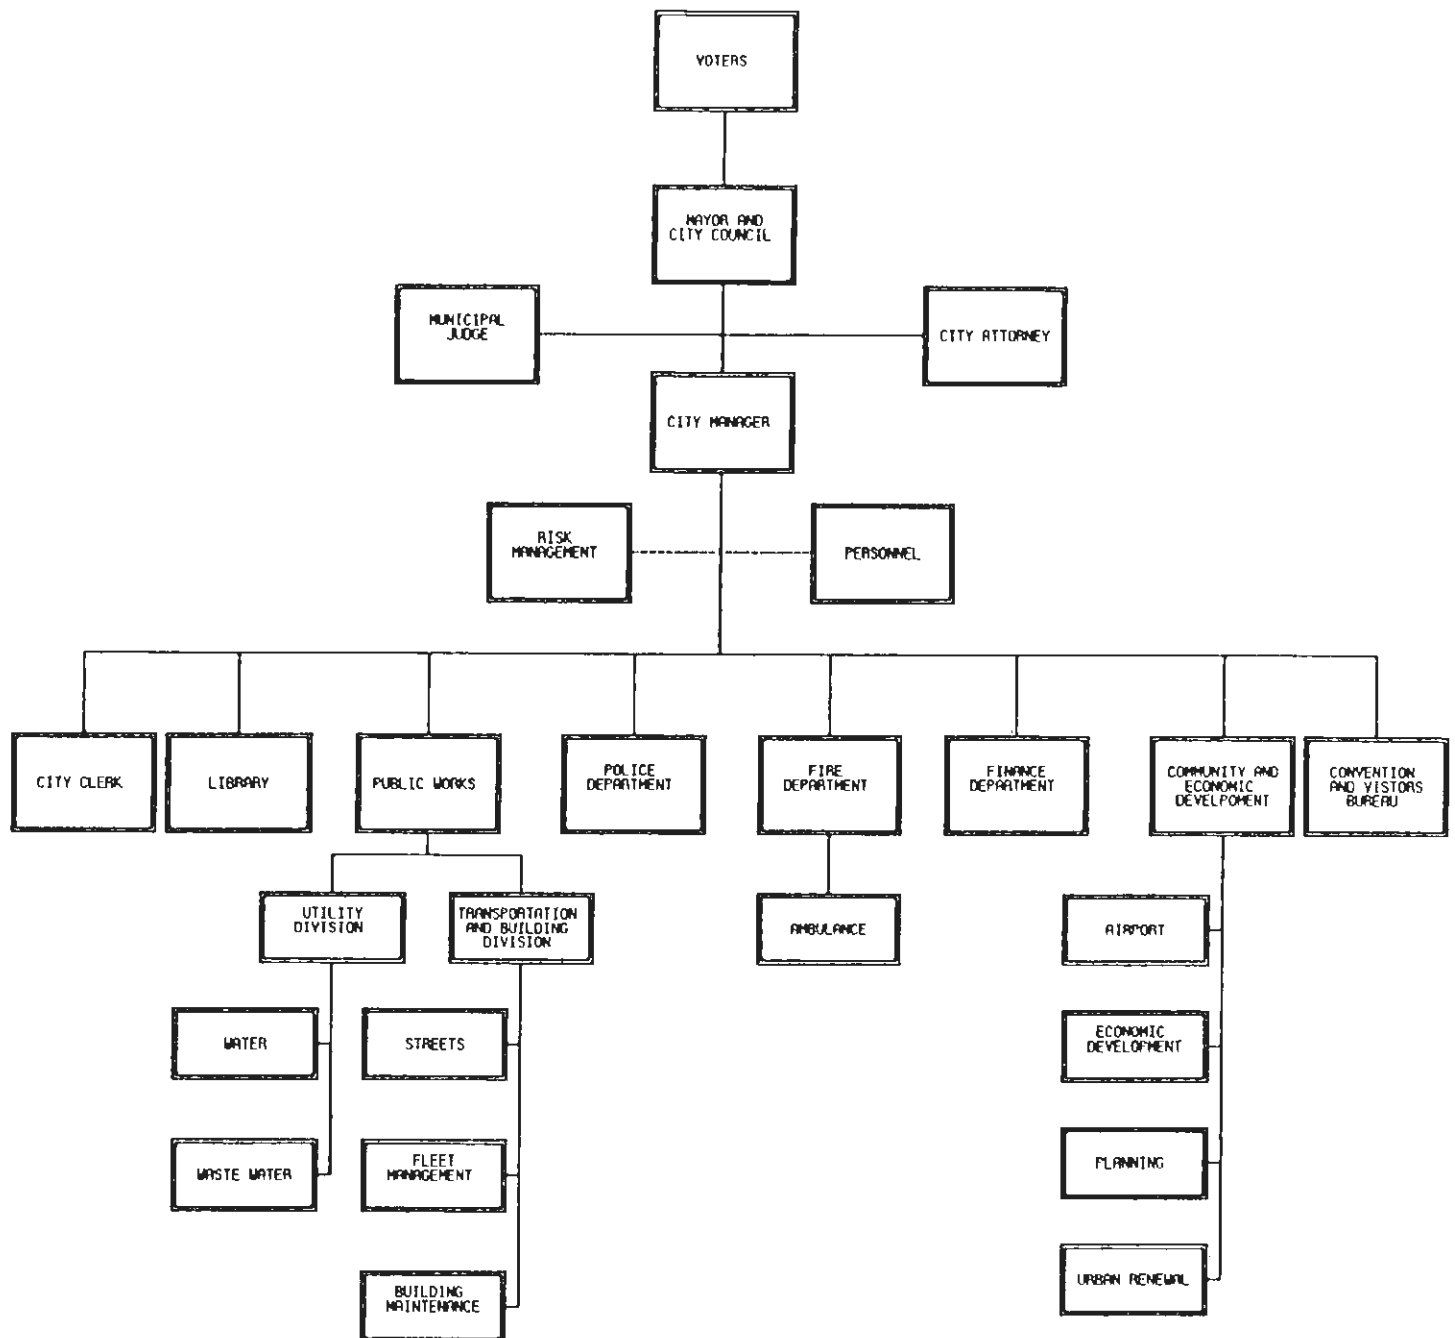 VOTERS
MAYOR AND
CITY COUNCIL
MUNICIPAL
JUDGE
CITY ATTORNEY
CITY MANAGER
RISK
MANAGEMENT
PERSONNEL
CITY CLERK
LIBRARY
PUBLIC WORKS
POLICE
DEPARTMENT
FIRE
DEPARTMENT
FINANCE
DEPARTMENT
COMMUNITY AND
ECONOMIC
DEVELPOMENT
CONVENTION
AND VISTORS
BUREAU
UTILITY
DIVISION
TRANSPORTATION
AND BUILDING
DIVISION
AMBULANCE
AIRPORT
WATER
STREETS
ECONOMIC
DEVELOPMENT
WASTE WATER
FLEET
MANAGEMENT
PLANNING
BUILDING
MAINTENANCE
URBAN RENEWAL